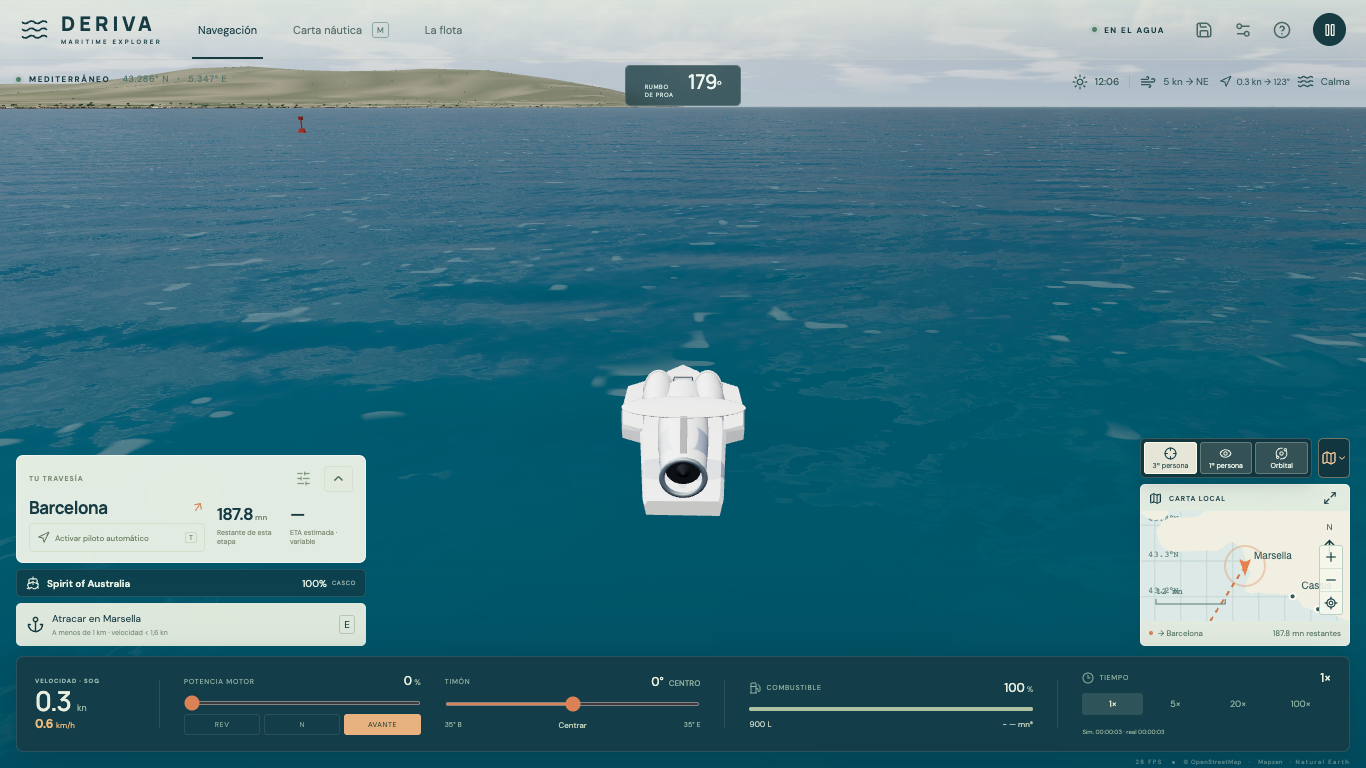 DERIVA
MARITIME EXPLORER
Navegación
Carta náutica M
La flota
EN EL AGUA
MEDITERRÁNEO 43.286° N · 5.347° E
RUMBO DE PROA 179°
12:06
5 kn → NE
0.3 kn → 123°
Calma
TU TRAVESÍA
Barcelona
Activar piloto automático T
187.8 mn
Restante de esta etapa
—
ETA estimada · variable
Spirit of Australia
100% CASCO
Atracar en Marsella
A menos de 1 km · velocidad < 1,6 kn
E
3ª persona
1ª persona
Orbital
CARTA LOCAL
N
43.3°N
Marsella
→ Barcelona
187.8 mn restantes
VELOCIDAD · SOG
0.3 kn
0.6 km/h
POTENCIA MOTOR 0 %
REV
N
AVANTE
TIMÓN 0° CENTRO
35° B
Centrar
35° E
COMBUSTIBLE 100 %
900 L
– — mn*
TIEMPO 1×
1×
5×
20×
100×
Sim. 00:00:03 · real 00:00:03
28 FPS
© OpenStreetMap · Mapzen · Natural Earth